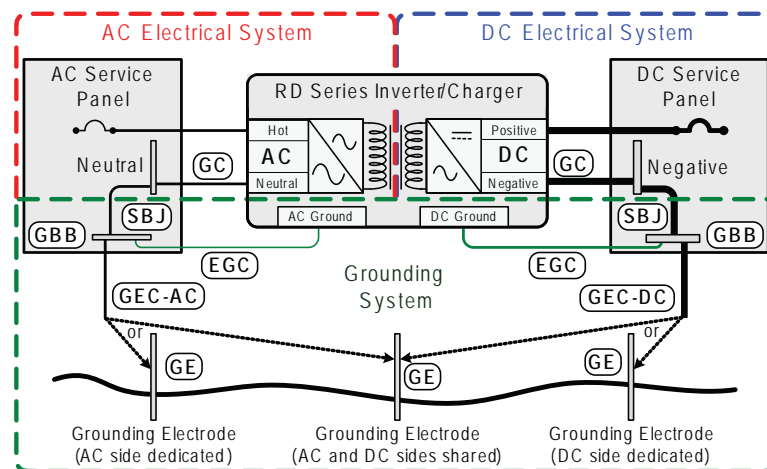 AC Electrical System
DC Electrical System
AC Service
Panel
RD Series Inverter/Charger
DC Service
Panel
Hot
AC
Neutral
Positive
DC
Negative
Neutral
GC
GC
Negative
SBJ
AC Ground
DC Ground
SBJ
GBB
GBB
EGC
Grounding
System
EGC
GEC-AC
GEC-DC
or
or
GE
GE
GE
Grounding Electrode
(AC side dedicated)
Grounding Electrode
(AC and DC sides shared)
Grounding Electrode
(DC side dedicated)